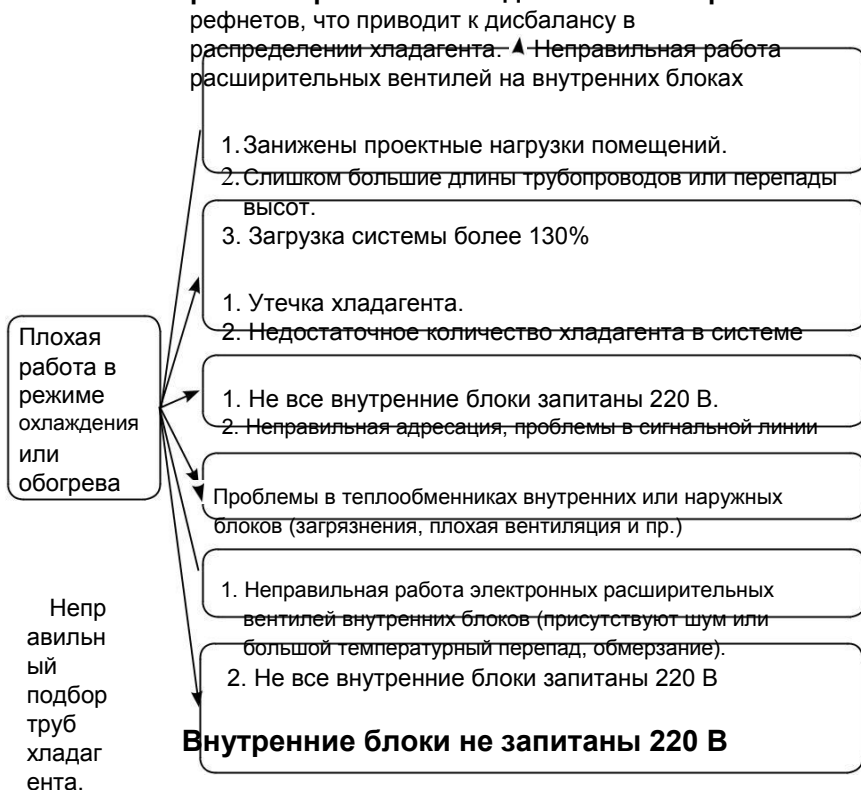 рефнетов, что приводит к дисбалансу в
распределении хладагента. Неправильная работа
расширительных вентилей на внутренних блоках
1. Занижены проектные нагрузки помещений.
2. Слишком большие длины трубопроводов или перепады
высот.
3. Загрузка системы более 130%
1. Утечка хладагента.
2. Недостаточное количество хладагента в системе
Плохая
работа в
режиме
охлаждения
или
обогрева
1. Не все внутренние блоки запитаны 220 В.
2. Неправильная адресация, проблемы в сигнальной линии
Проблемы в теплообменниках внутренних или наружных
блоков (загрязнения, плохая вентиляция и пр.)
1. Неправильная работа электронных расширительных
вентилей внутренних блоков (присутствуют шум или
большой температурный перепад, обмерзание).
2. Не все внутренние блоки запитаны 220 В
Непр
авильн
ый
подбор
труб
хладаг
ента.
Внутренние блоки не запитаны 220 В